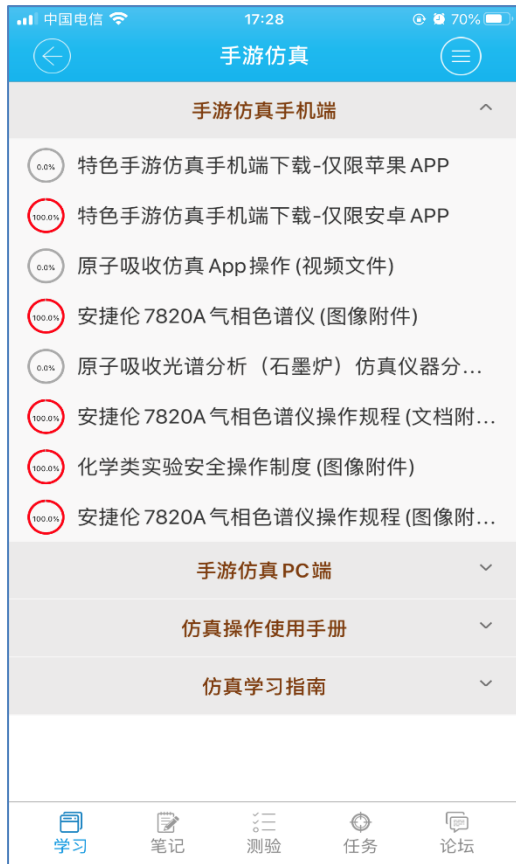 中国电信 17:28 70%
手游仿真
手游仿真手机端
0.0% 特色手游仿真手机端下载-仅限苹果APP
100.0% 特色手游仿真手机端下载-仅限安卓APP
0.0% 原子吸收仿真App操作(视频文件)
100.0% 安捷伦7820A气相色谱仪(图像附件)
0.0% 原子吸收光谱分析（石墨炉）仿真仪器分...
100.0% 安捷伦7820A气相色谱仪操作规程(文档附...
100.0% 化学类实验安全操作制度(图像附件)
100.0% 安捷伦7820A气相色谱仪操作规程(图像附...
手游仿真PC端
仿真操作使用手册
仿真学习指南
学习 笔记 测验 任务 论坛